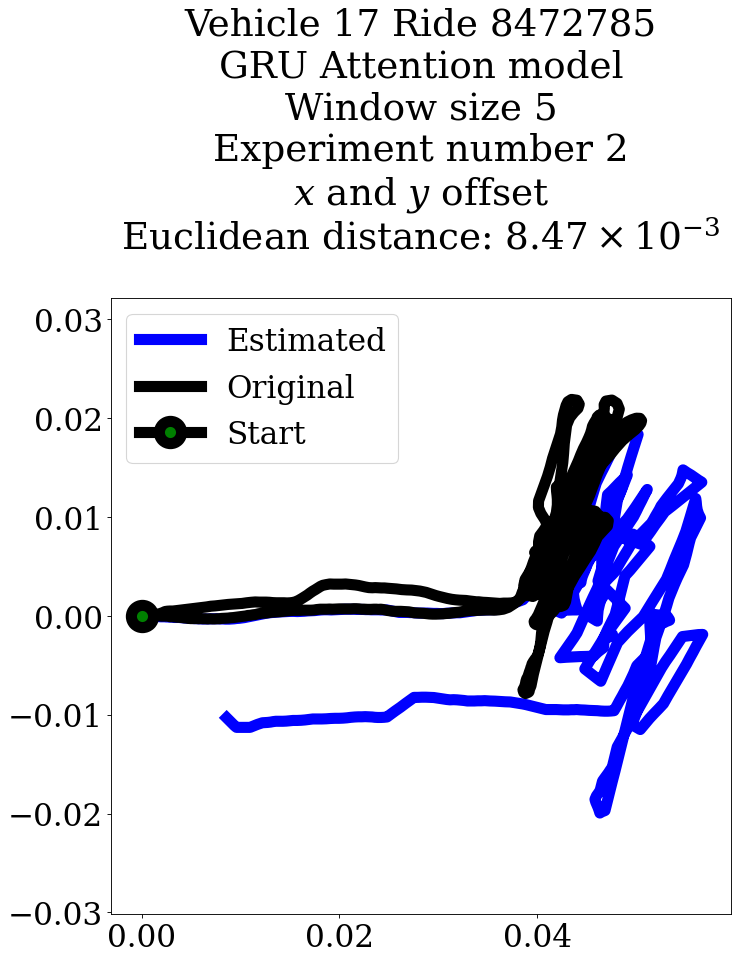 Vehicle 17 Ride 8472785
GRU Attention model
Window size 5
Experiment number 2
x and y offset
Euclidean distance: 8.47 × 10⁻³
Estimated
Original
Start
0.03
0.02
0.01
0.00
−0.01
−0.02
−0.03
0.00 0.02 0.04